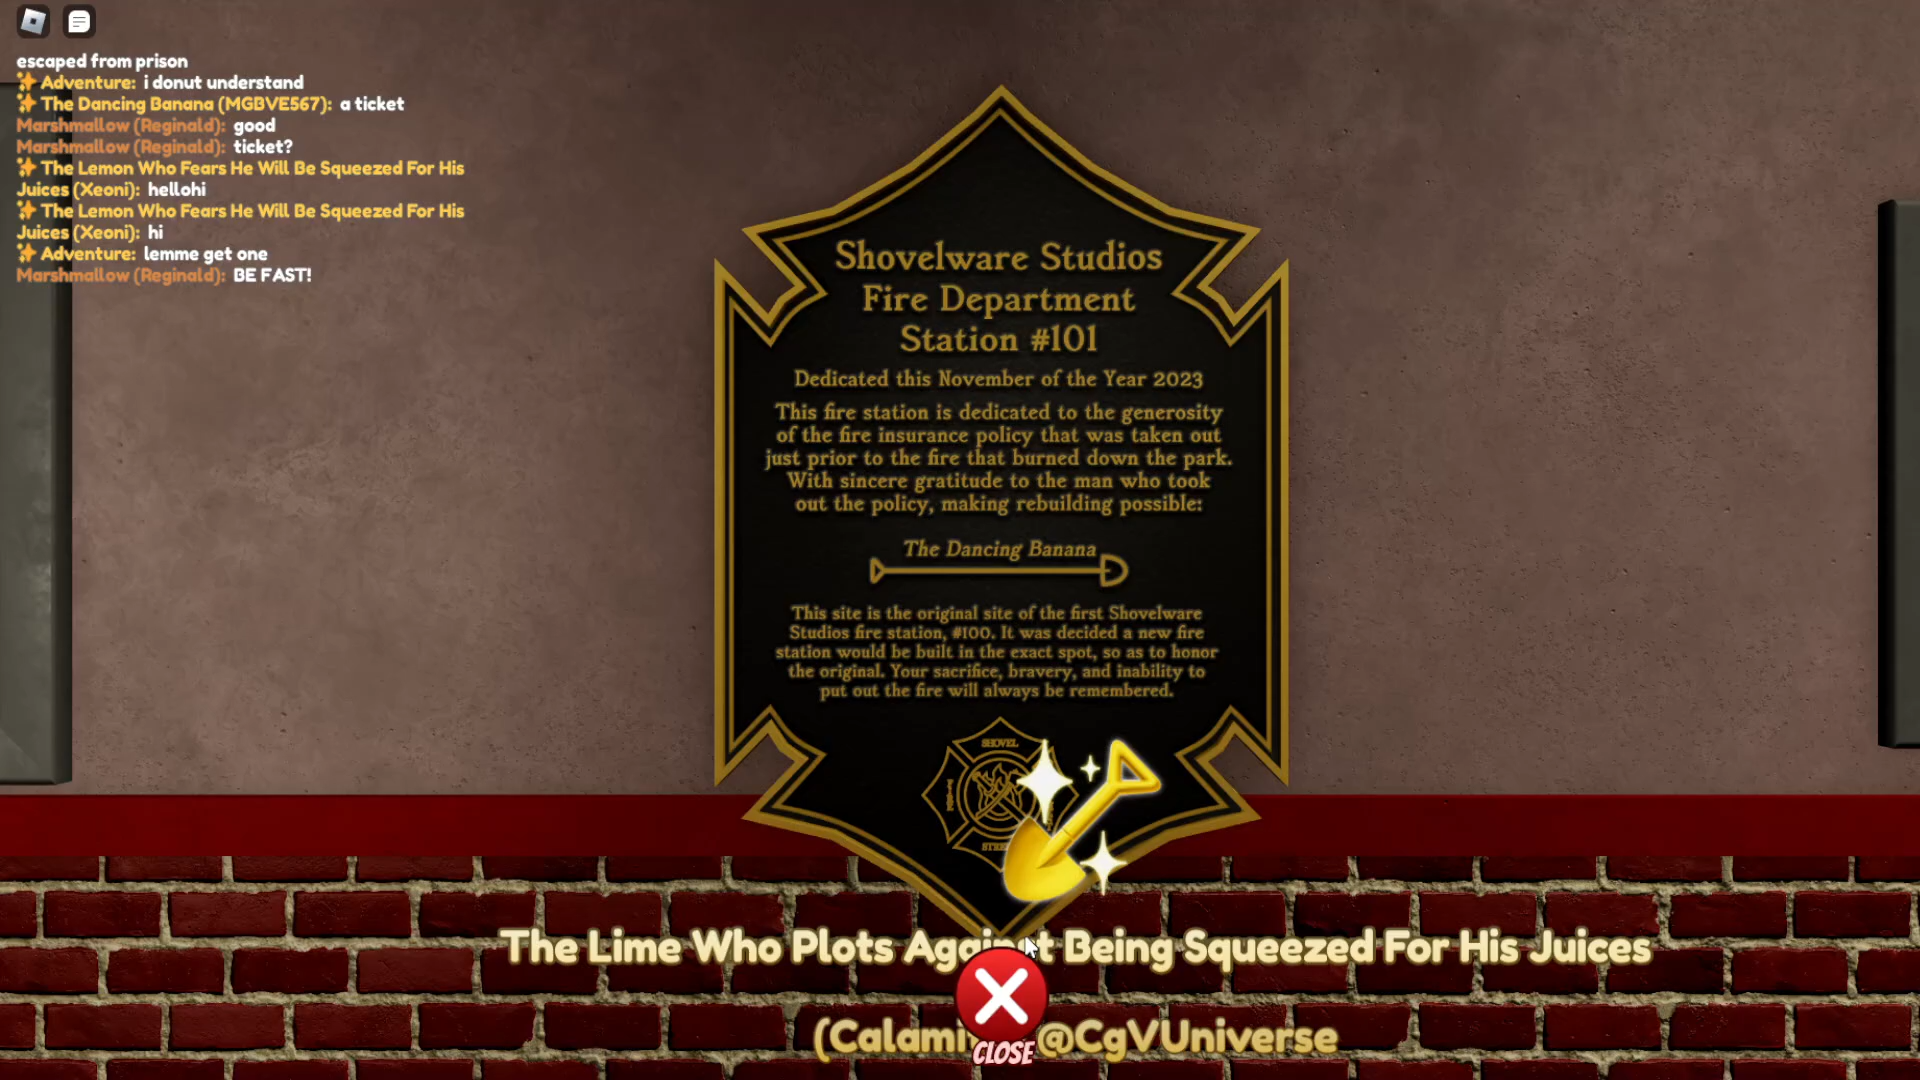 escaped from prison
Adventure: i donut understand
The Dancing Banana (MGBVE567): a ticket
Marshmallow (Reginald): good
Marshmallow (Reginald): ticket?
The Lemon Who Fears He Will Be Squeezed For His
Juices (Xeoni): hellohi
The Lemon Who Fears He Will Be Squeezed For His
Juices (Xeoni): hi
Adventure: lemme get one
Marshmallow (Reginald): BE FAST!
Shovelware Studios
Fire Department
Station #101
Dedicated this November of the Year 2023
This fire station is dedicated to the generosity
of the fire insurance policy that was taken out
just prior to the fire that burned down the park.
With sincere gratitude to the man who took
out the policy, making rebuilding possible:
The Dancing Banana
This site is the original site of the first Shovelware
Studios fire station, #100. It was decided a new fire
station would be built in the exact spot, so as to honor
the original. Your sacrifice, bravery, and inability to
put out the fire will always be remembered.
SHOVEL
The Lime Who Plots Against Being Squeezed For His Juices
@CgVUniverse
CLOSE